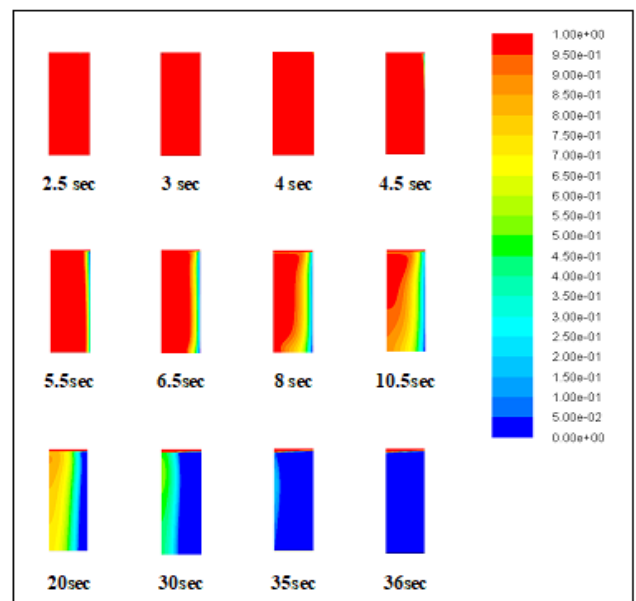 2.5 sec
3 sec
4 sec
4.5 sec
5.5sec
6.5sec
8 sec
10.5sec
20sec
30sec
35sec
36sec
1.00e+00
9.50e-01
9.00e-01
8.50e-01
8.00e-01
7.50e-01
7.00e-01
6.50e-01
6.00e-01
5.50e-01
5.00e-01
4.50e-01
4.00e-01
3.50e-01
3.00e-01
2.50e-01
2.00e-01
1.50e-01
1.00e-01
5.00e-02
0.00e+00